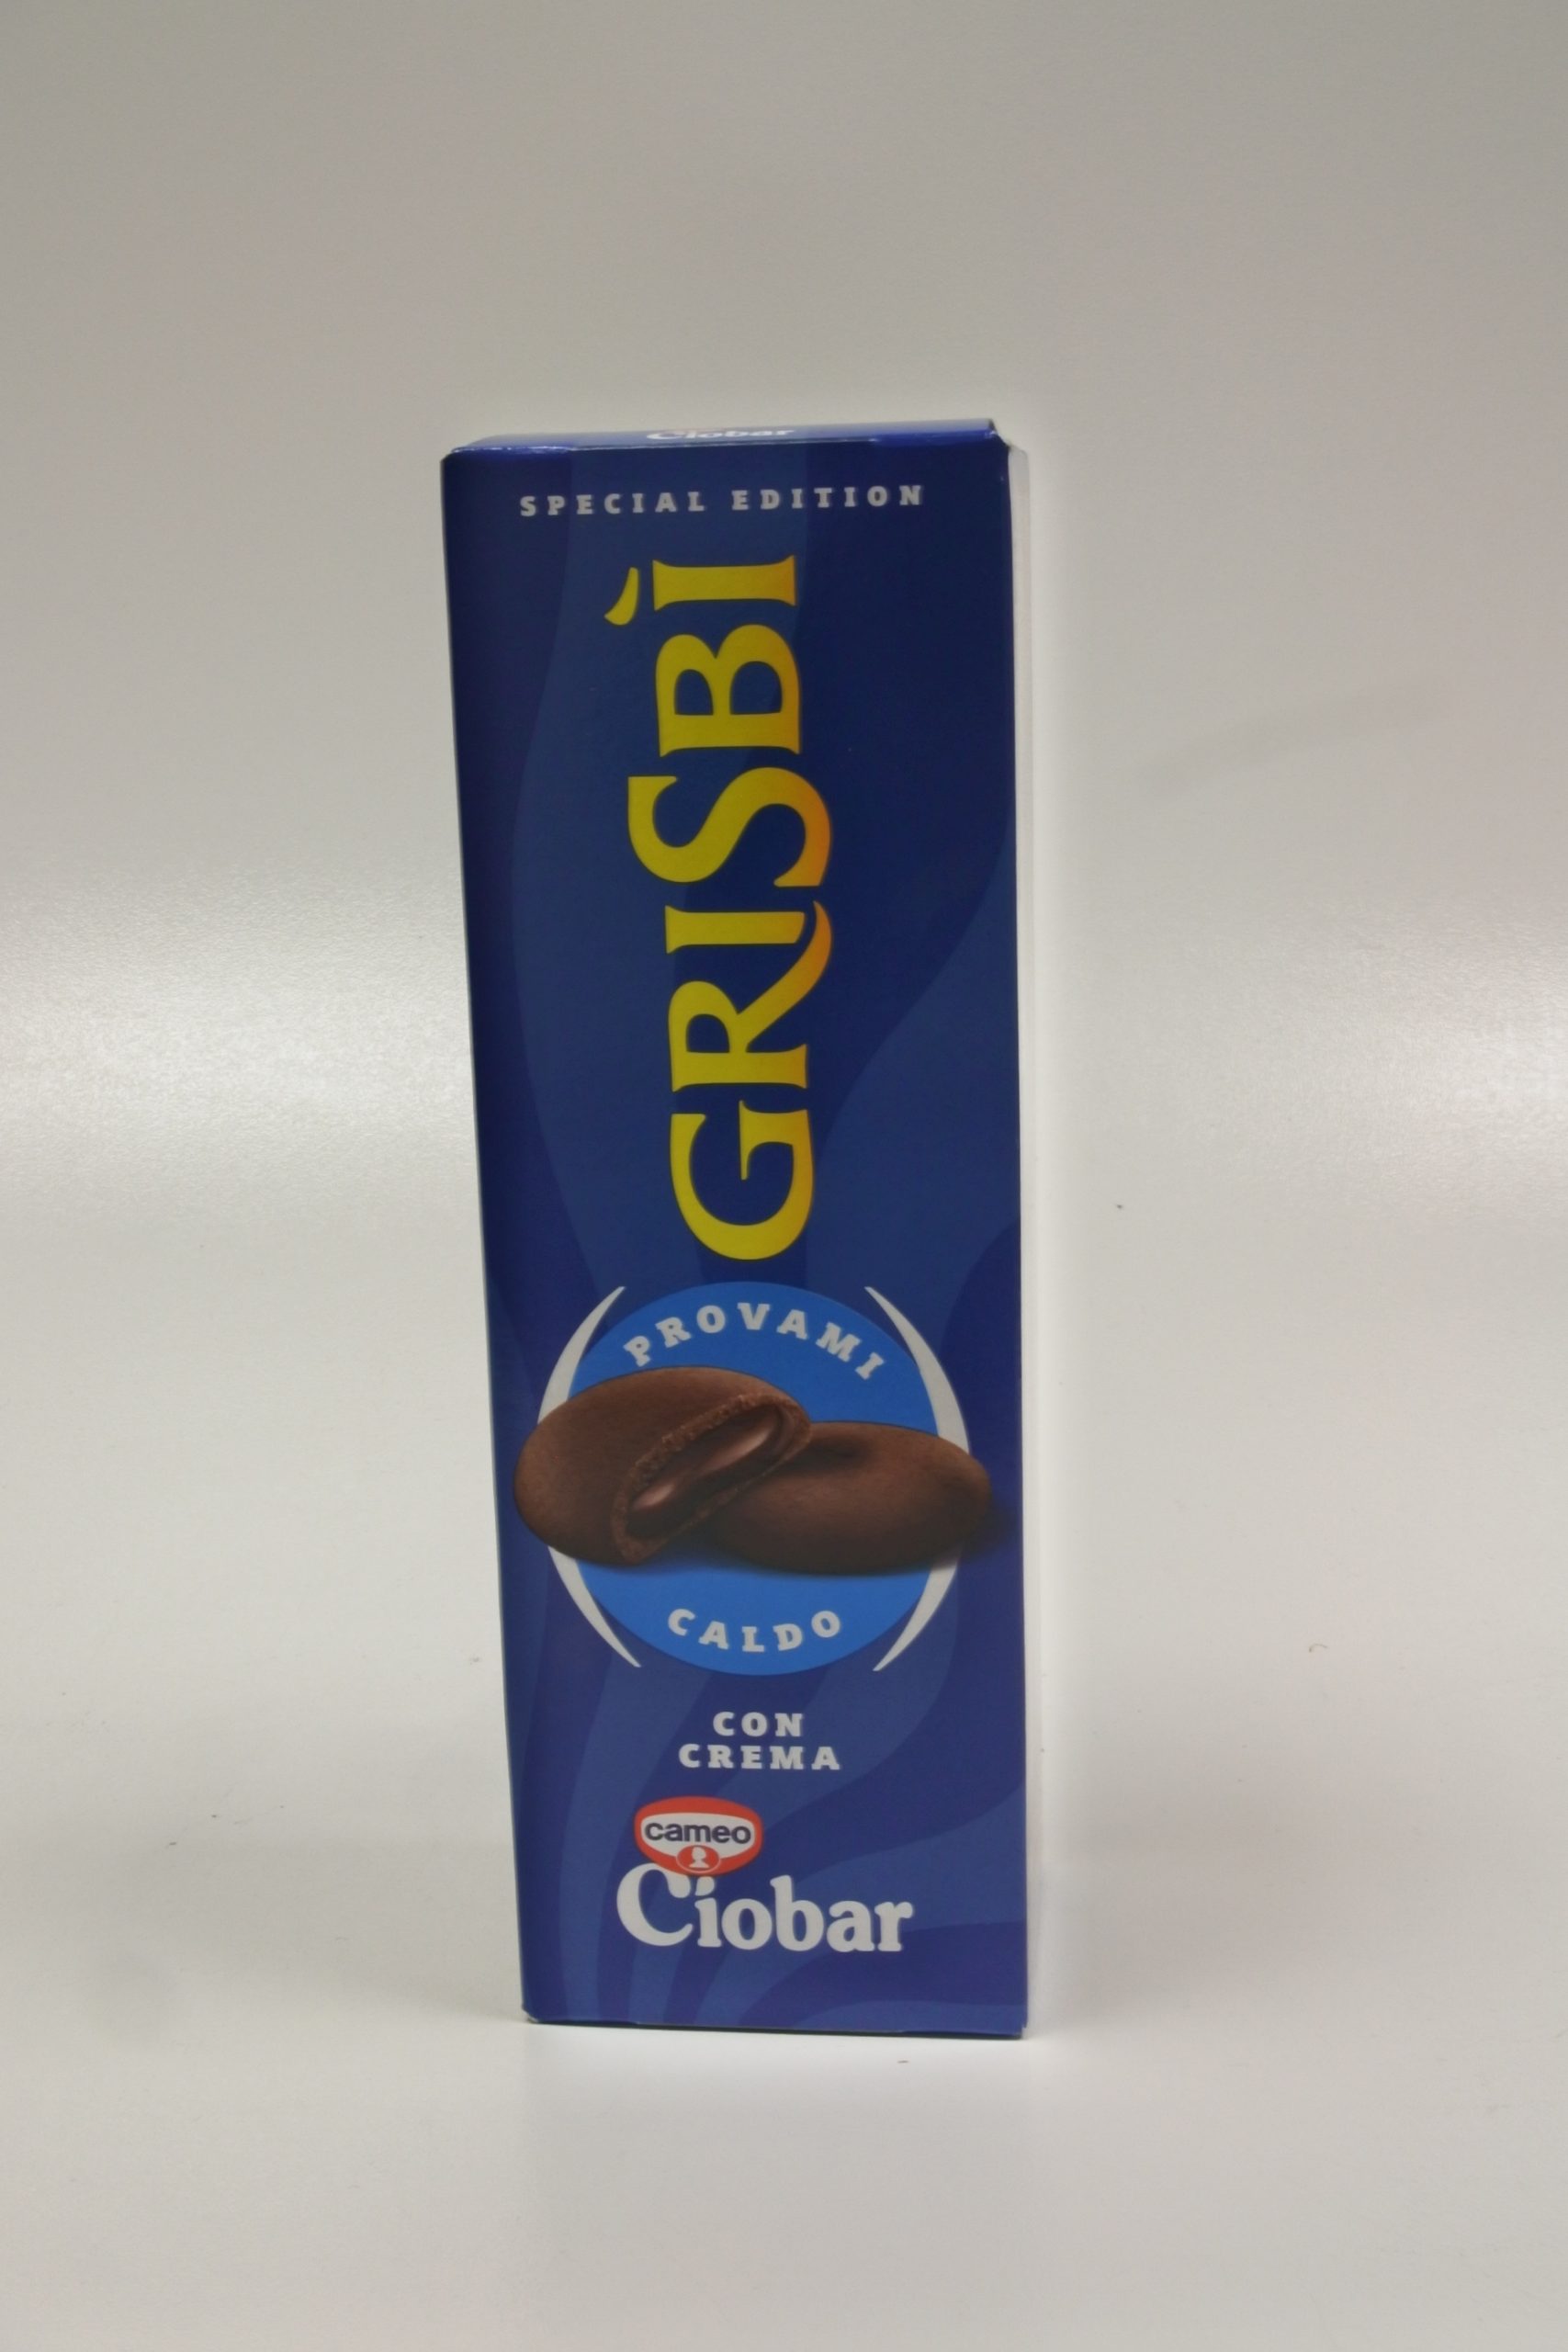 Ciobar
SPECIAL EDITION
GRISBÌ
PROVAMI
CALDO
CON
CREMA
cameo
Ciobar